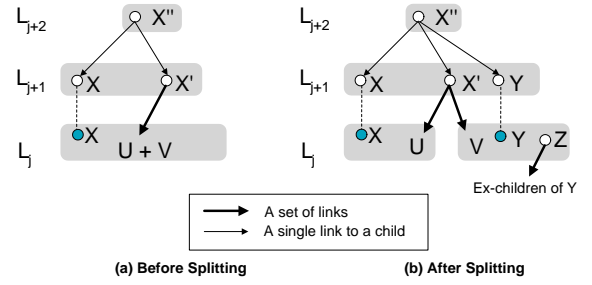 L_{j+2} X" L_{j+2} X"
L_{j+1} X X' L_{j+1} X X' Y
L_j X U + V L_j X U V Y Z
Ex-children of Y
A set of links
A single link to a child
(a) Before Splitting (b) After Splitting